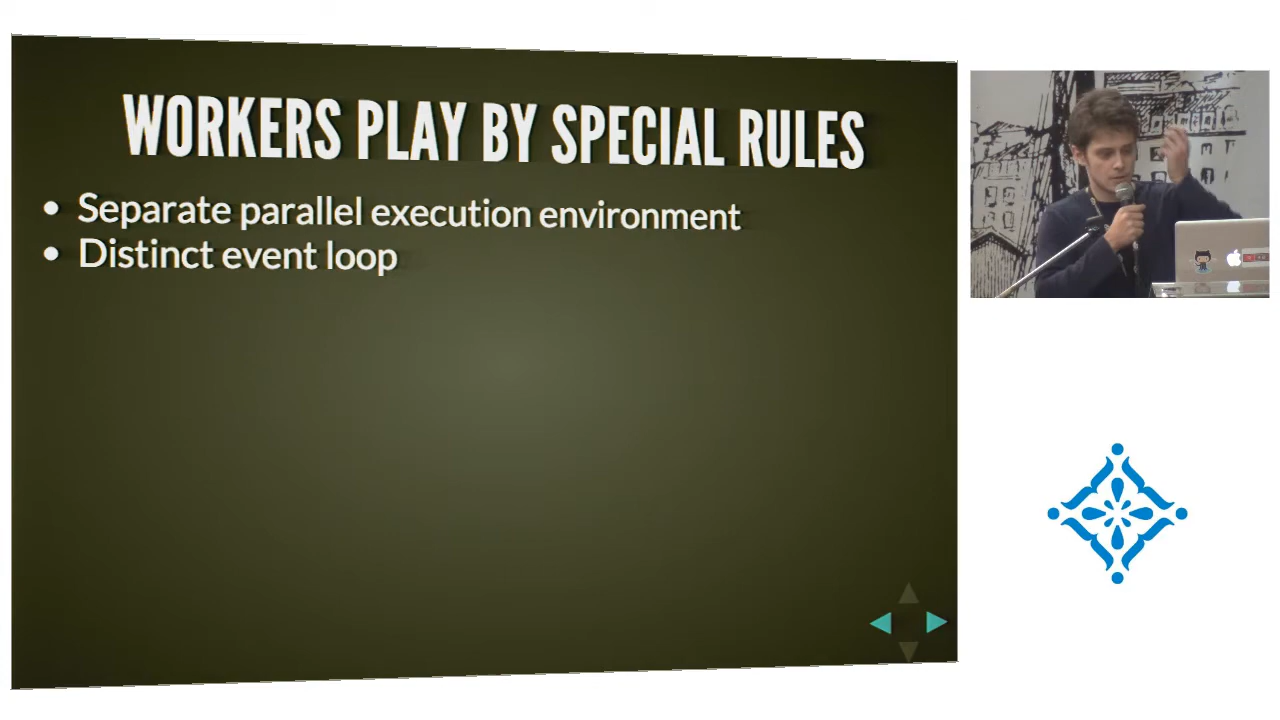 WORKERS PLAY BY SPECIAL RULES
Separate parallel execution environment
Distinct event loop